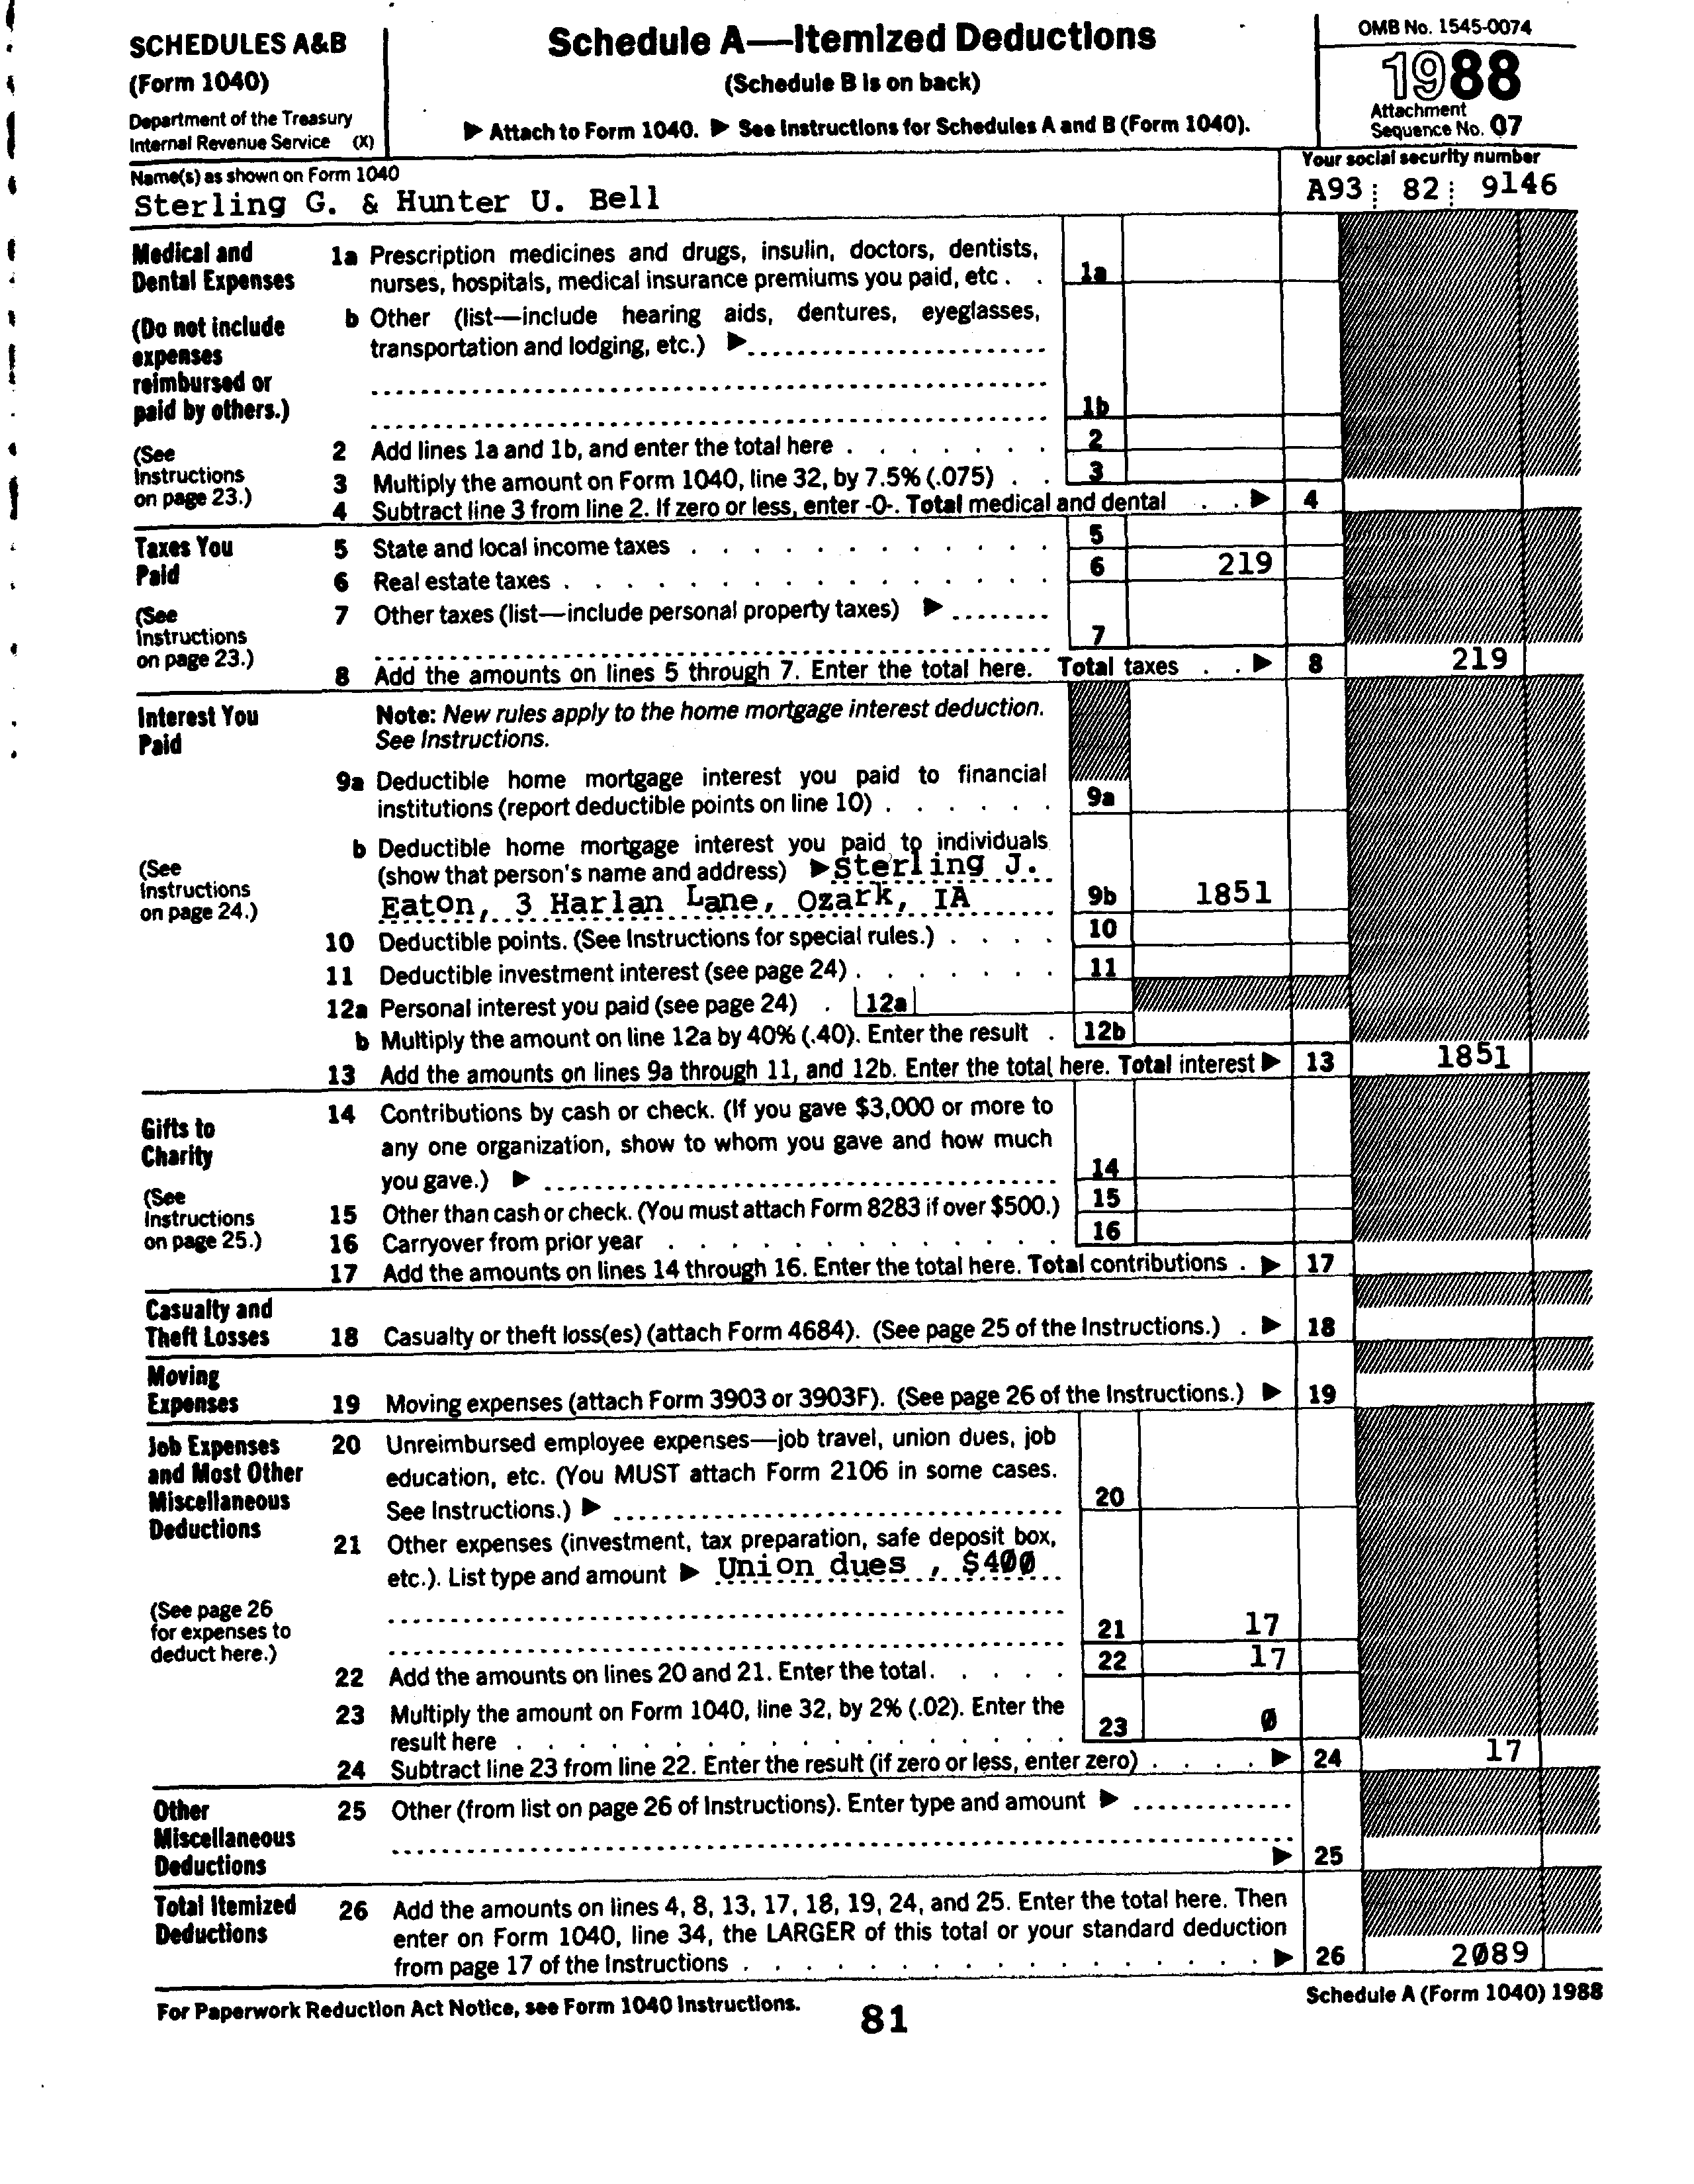 SCHEDULES A&B
(Form 1040)
Department of the Treasury
Internal Revenue Service (X)
Schedule A—Itemized Deductions
(Schedule B is on back)
▶ Attach to Form 1040. ▶ See Instructions for Schedules A and B (Form 1040).
OMB No. 1545-0074
1988
Attachment
Sequence No. 07
Name(s) as shown on Form 1040
Sterling G. & Hunter U. Bell
Your social security number
A93 82 9146
Medical and
Dental Expenses
(Do not include
expenses
reimbursed or
paid by others.)
(See
Instructions
on page 23.)
1a Prescription medicines and drugs, insulin, doctors, dentists,
nurses, hospitals, medical insurance premiums you paid, etc . . 1a
b Other (list—include hearing aids, dentures, eyeglasses,
transportation and lodging, etc.) ▶
1b
2 Add lines 1a and 1b, and enter the total here . . . . . . . 2
3 Multiply the amount on Form 1040, line 32, by 7.5% (.075) . . 3
4 Subtract line 3 from line 2. If zero or less, enter -0-. Total medical and dental . . ▶ 4
Taxes You
Paid
(See
Instructions
on page 23.)
5 State and local income taxes . . . . . . . . . . . . 5
6 Real estate taxes . . . . . . . . . . . . . . . . 6 219
7 Other taxes (list—include personal property taxes) ▶
7
8 Add the amounts on lines 5 through 7. Enter the total here. Total taxes . . ▶ 8 219
Interest You
Paid
(See
Instructions
on page 24.)
Note: New rules apply to the home mortgage interest deduction.
See Instructions.
9a Deductible home mortgage interest you paid to financial
institutions (report deductible points on line 10) . . . . . . 9a
b Deductible home mortgage interest you paid to individuals
(show that person's name and address) ▶ Sterling J.
Eaton, 3 Harlan Lane, Ozark, IA 9b 1851
10 Deductible points. (See Instructions for special rules.) . . . . 10
11 Deductible investment interest (see page 24) . . . . . . . 11
12a Personal interest you paid (see page 24) . 12a
b Multiply the amount on line 12a by 40% (.40). Enter the result . 12b
13 Add the amounts on lines 9a through 11, and 12b. Enter the total here. Total interest ▶ 13 1851
Gifts to
Charity
(See
Instructions
on page 25.)
14 Contributions by cash or check. (If you gave $3,000 or more to
any one organization, show to whom you gave and how much
you gave.) ▶ 14
15 Other than cash or check. (You must attach Form 8283 if over $500.) 15
16 Carryover from prior year . . . . . . . . . . . . . 16
17 Add the amounts on lines 14 through 16. Enter the total here. Total contributions . ▶ 17
Casualty and
Theft Losses
18 Casualty or theft loss(es) (attach Form 4684). (See page 25 of the Instructions.) . ▶ 18
Moving
Expenses
19 Moving expenses (attach Form 3903 or 3903F). (See page 26 of the Instructions.) ▶ 19
Job Expenses
and Most Other
Miscellaneous
Deductions
(See page 26
for expenses to
deduct here.)
20 Unreimbursed employee expenses—job travel, union dues, job
education, etc. (You MUST attach Form 2106 in some cases.
See Instructions.) ▶ 20
21 Other expenses (investment, tax preparation, safe deposit box,
etc.). List type and amount ▶ Union dues , $400
21 17
22 Add the amounts on lines 20 and 21. Enter the total. . . . . . 22 17
23 Multiply the amount on Form 1040, line 32, by 2% (.02). Enter the
result here . . . . . . . . . . . . . . . . . . 23 0
24 Subtract line 23 from line 22. Enter the result (if zero or less, enter zero) . . . . ▶ 24 17
Other
Miscellaneous
Deductions
25 Other (from list on page 26 of Instructions). Enter type and amount ▶
▶ 25
Total Itemized
Deductions
26 Add the amounts on lines 4, 8, 13, 17, 18, 19, 24, and 25. Enter the total here. Then
enter on Form 1040, line 34, the LARGER of this total or your standard deduction
from page 17 of the Instructions . . . . . . . . . . . . . . . . ▶ 26 2089
For Paperwork Reduction Act Notice, see Form 1040 Instructions.
Schedule A (Form 1040) 1988
81